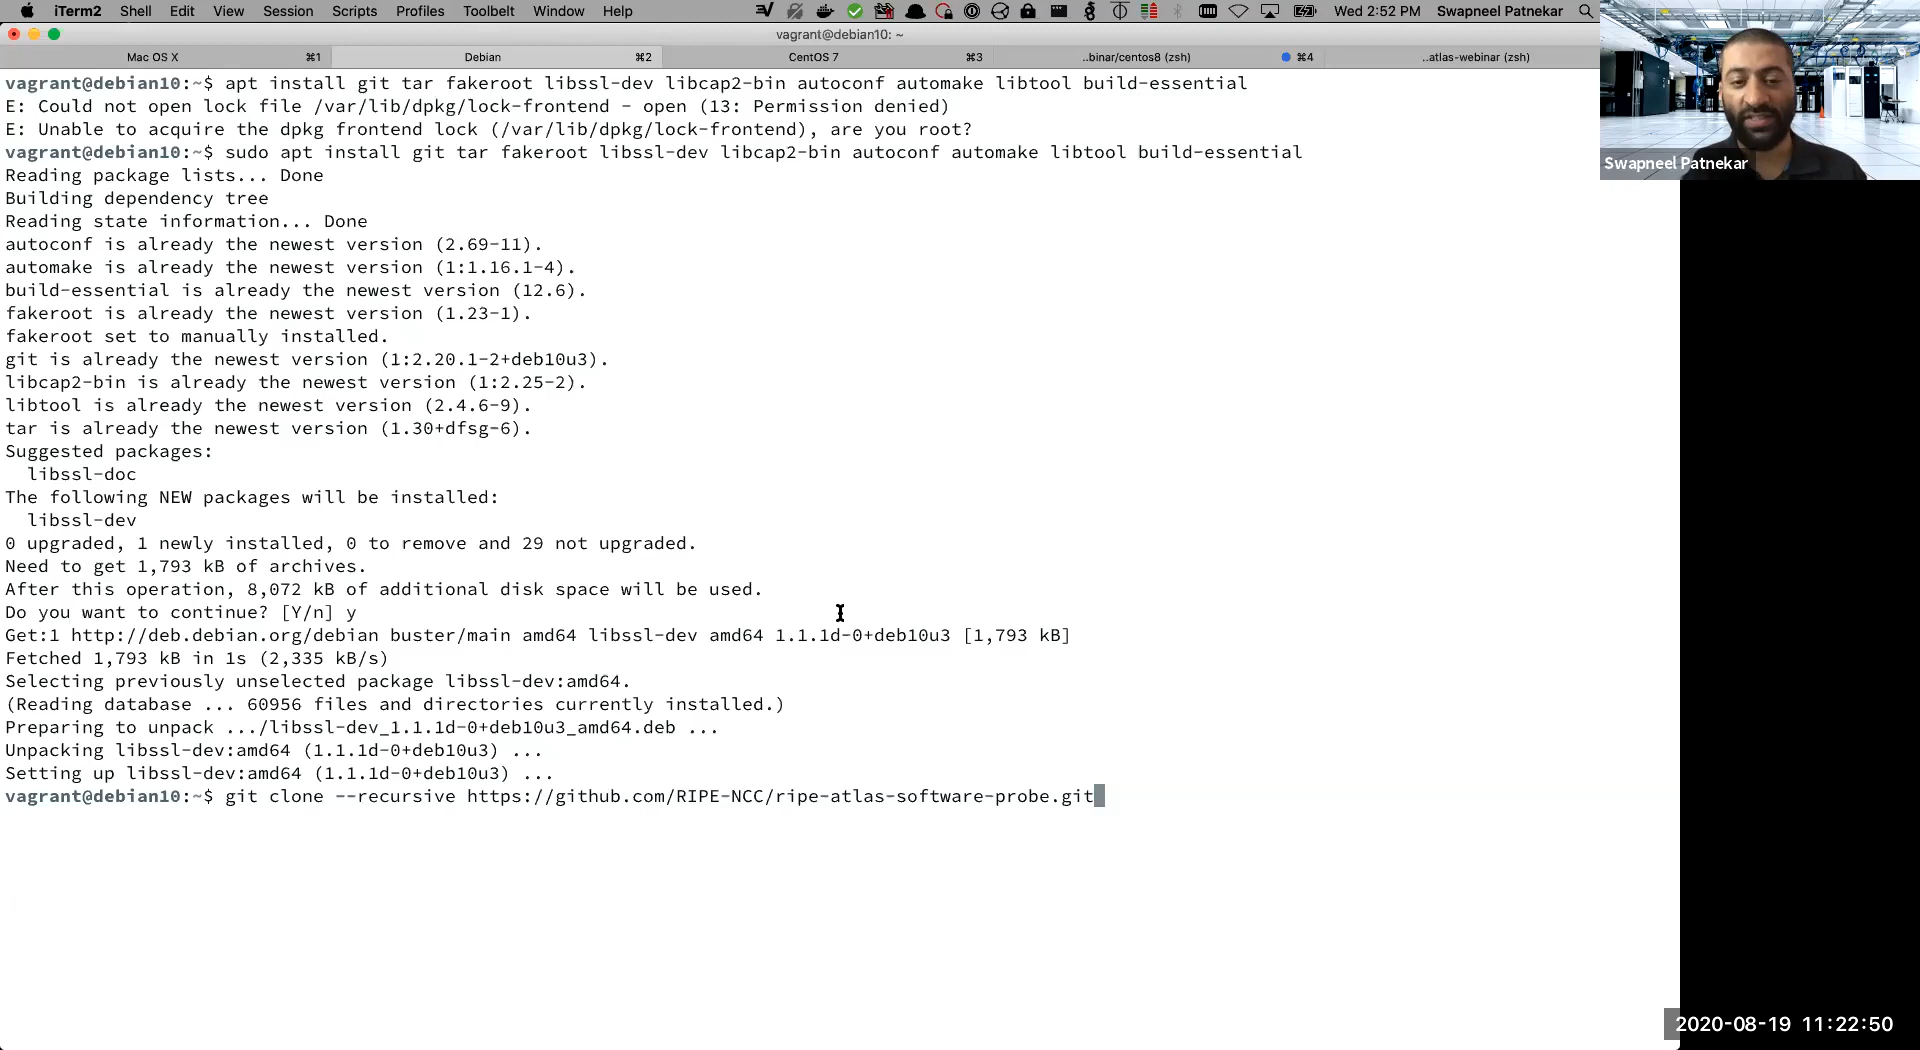 iTerm2 Shell Edit View Session Scripts Profiles Toolbelt Window Help Wed 2:52 PM Swapneel Patnekar
vagrant@debian10: ~
Mac OS X ⌘1 Debian ⌘2 CentOS 7 ⌘3 ..binar/centos8 (zsh) ⌘4 ..atlas-webinar (zsh)
vagrant@debian10:~$ apt install git tar fakeroot libssl-dev libcap2-bin autoconf automake libtool build-essential
E: Could not open lock file /var/lib/dpkg/lock-frontend - open (13: Permission denied)
E: Unable to acquire the dpkg frontend lock (/var/lib/dpkg/lock-frontend), are you root?
vagrant@debian10:~$ sudo apt install git tar fakeroot libssl-dev libcap2-bin autoconf automake libtool build-essential
Reading package lists... Done
Building dependency tree
Reading state information... Done
autoconf is already the newest version (2.69-11).
automake is already the newest version (1:1.16.1-4).
build-essential is already the newest version (12.6).
fakeroot is already the newest version (1.23-1).
fakeroot set to manually installed.
git is already the newest version (1:2.20.1-2+deb10u3).
libcap2-bin is already the newest version (1:2.25-2).
libtool is already the newest version (2.4.6-9).
tar is already the newest version (1.30+dfsg-6).
Suggested packages:
  libssl-doc
The following NEW packages will be installed:
  libssl-dev
0 upgraded, 1 newly installed, 0 to remove and 29 not upgraded.
Need to get 1,793 kB of archives.
After this operation, 8,072 kB of additional disk space will be used.
Do you want to continue? [Y/n] y
Get:1 http://deb.debian.org/debian buster/main amd64 libssl-dev amd64 1.1.1d-0+deb10u3 [1,793 kB]
Fetched 1,793 kB in 1s (2,335 kB/s)
Selecting previously unselected package libssl-dev:amd64.
(Reading database ... 60956 files and directories currently installed.)
Preparing to unpack .../libssl-dev_1.1.1d-0+deb10u3_amd64.deb ...
Unpacking libssl-dev:amd64 (1.1.1d-0+deb10u3) ...
Setting up libssl-dev:amd64 (1.1.1d-0+deb10u3) ...
vagrant@debian10:~$ git clone --recursive https://github.com/RIPE-NCC/ripe-atlas-software-probe.git
Swapneel Patnekar
2020-08-19 11:22:50